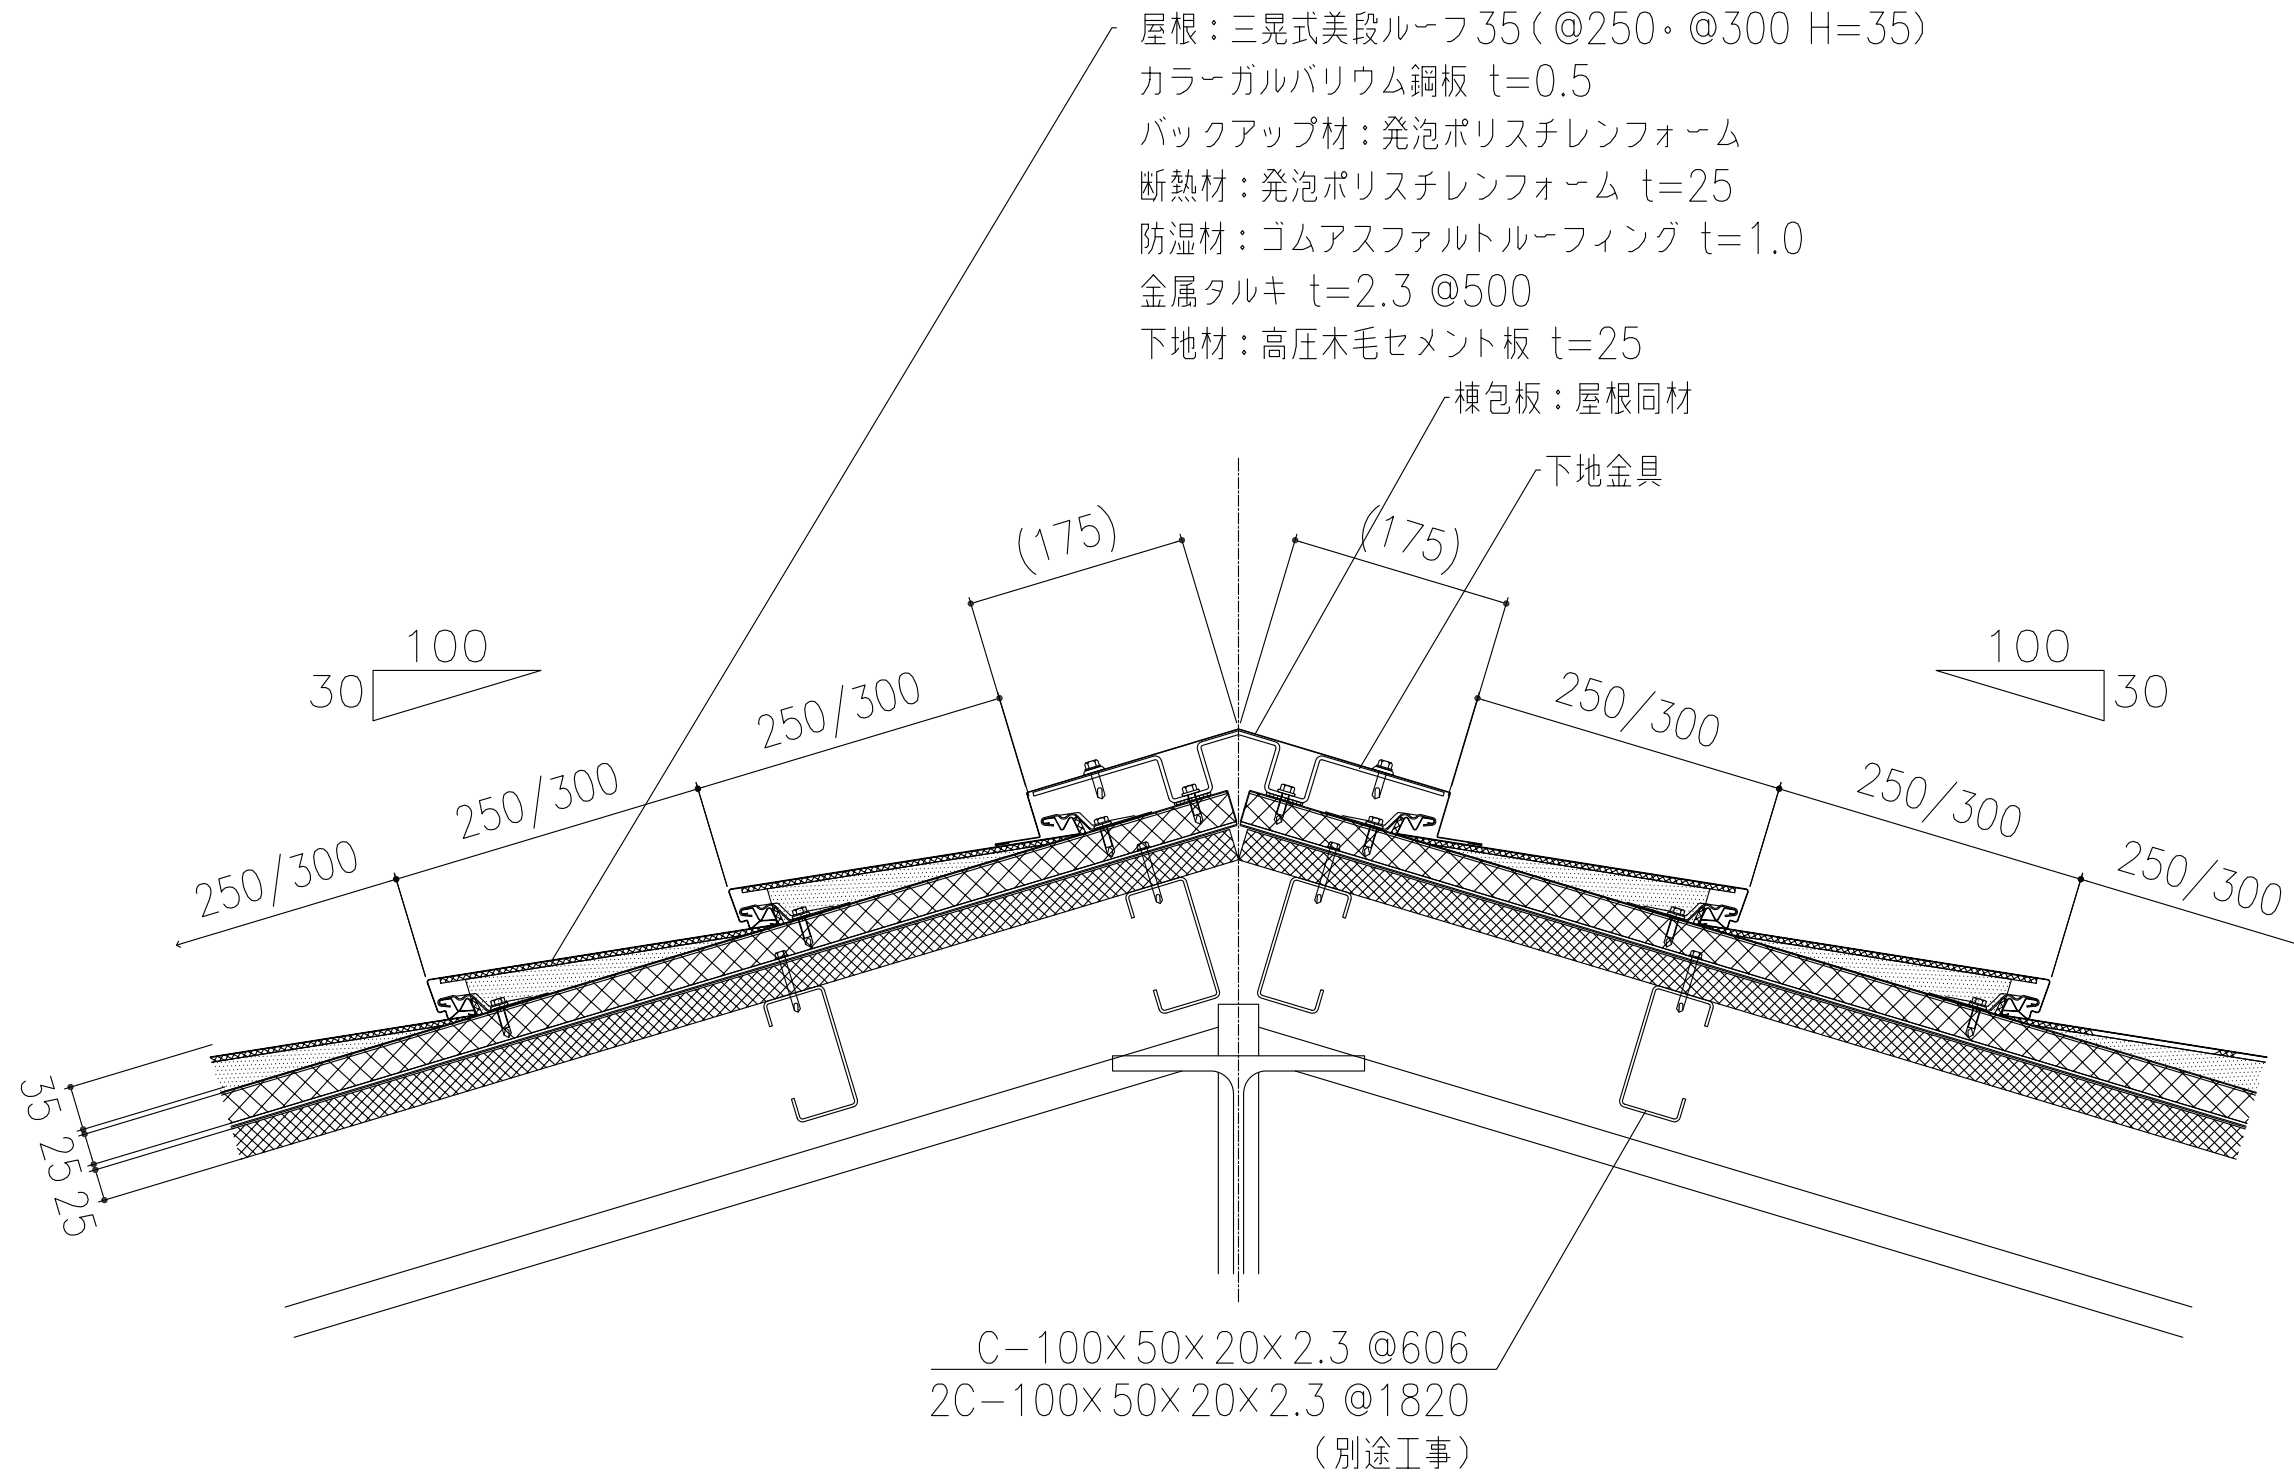 屋根：三晃式美段ルーフ35（@250・@300 H=35）
カラーガルバリウム鋼板 t=0.5
バックアップ材：発泡ポリスチレンフォーム
断熱材：発泡ポリスチレンフォーム t=25
防湿材：ゴムアスファルトルーフィング t=1.0
金属タルキ t=2.3 @500
下地材：高圧木毛セメント板 t=25
棟包板：屋根同材
下地金具
(175)
(175)
100
30
100
30
250/300
250/300
250/300
250/300
250/300
250/300
35
25
25
C-100×50×20×2.3 @606
2C-100×50×20×2.3 @1820
（別途工事）